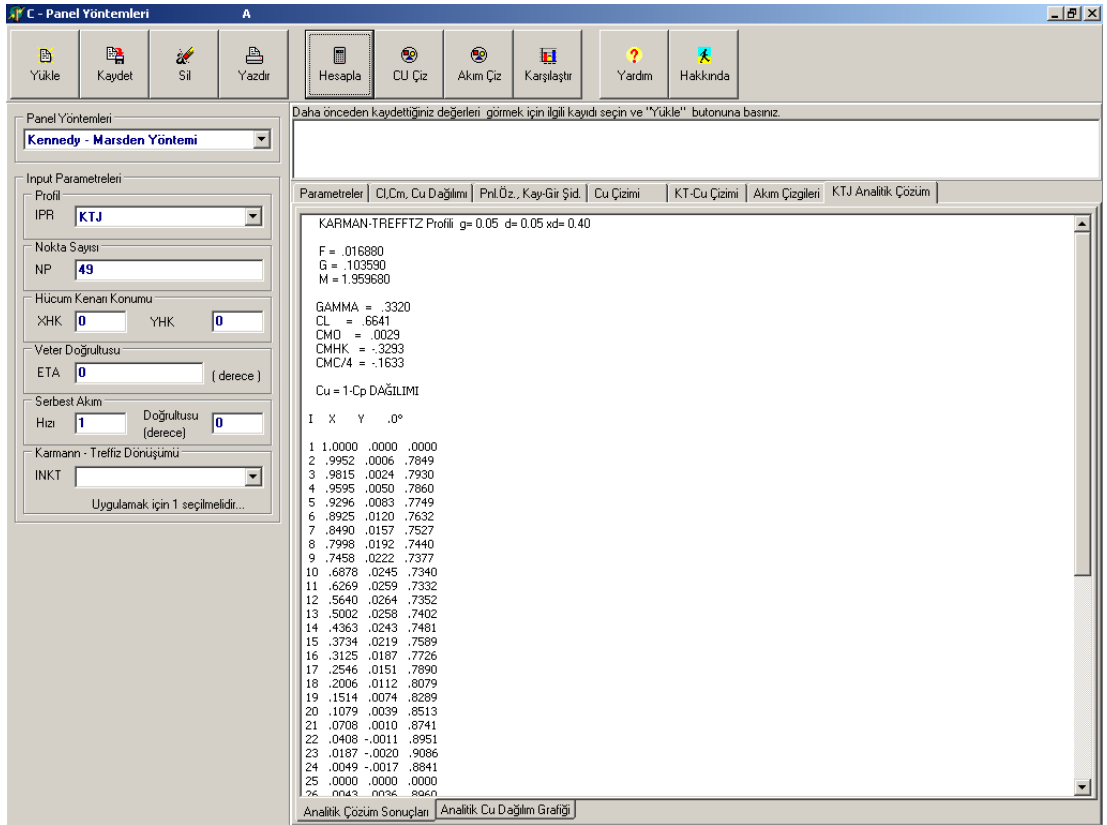 C - Panel Yöntemleri A
Yükle Kaydet Sil Yazdır Hesapla CU Çiz Akım Çiz Karşılaştır Yardım Hakkında
Panel Yöntemleri
Kennedy - Marsden Yöntemi
Input Parametreleri
Profil
IPR KTJ
Nokta Sayısı
NP 49
Hücum Kenarı Konumu
XHK 0 YHK 0
Veter Doğrultusu
ETA 0 ( derece )
Serbest Akım
Hızı 1 Doğrultusu (derece) 0
Karmann - Treffiz Dönüşümü
INKT
Uygulamak için 1 seçilmelidir...
Daha önceden kaydettiğiniz değerleri görmek için ilgili kayıdı seçin ve "Yükle" butonuna basınız.
Parametreler Cl,Cm, Cu Dağılımı Pnl.Öz., Kay-Gir Şid. Cu Çizimi KT-Cu Çizimi Akım Çizgileri KTJ Analitik Çözüm
KARMAN-TREFFTZ Profili g= 0.05 d= 0.05 xd= 0.40
F = .016880
G = .103590
M = 1.959680
GAMMA = .3320
CL = .6641
CMO = .0029
CMHK = -.3293
CMC/4 = -.1633
Cu = 1-Cp DAĞILIMI
I X Y .0°
1 1.0000 .0000 .0000
2 .9952 .0006 .7849
3 .9815 .0024 .7930
4 .9595 .0050 .7860
5 .9296 .0083 .7749
6 .8925 .0120 .7632
7 .8490 .0157 .7527
8 .7998 .0192 .7440
9 .7458 .0222 .7377
10 .6878 .0245 .7340
11 .6269 .0259 .7332
12 .5640 .0264 .7352
13 .5002 .0258 .7402
14 .4363 .0243 .7481
15 .3734 .0219 .7589
16 .3125 .0187 .7726
17 .2546 .0151 .7890
18 .2006 .0112 .8079
19 .1514 .0074 .8289
20 .1079 .0039 .8513
21 .0708 .0010 .8741
22 .0408 -.0011 .8951
23 .0187 -.0020 .9086
24 .0049 -.0017 .8841
25 .0000 .0000 .0000
26 .0043 .0036 .8960
Analitik Çözüm Sonuçları Analitik Cu Dağılım Grafiği